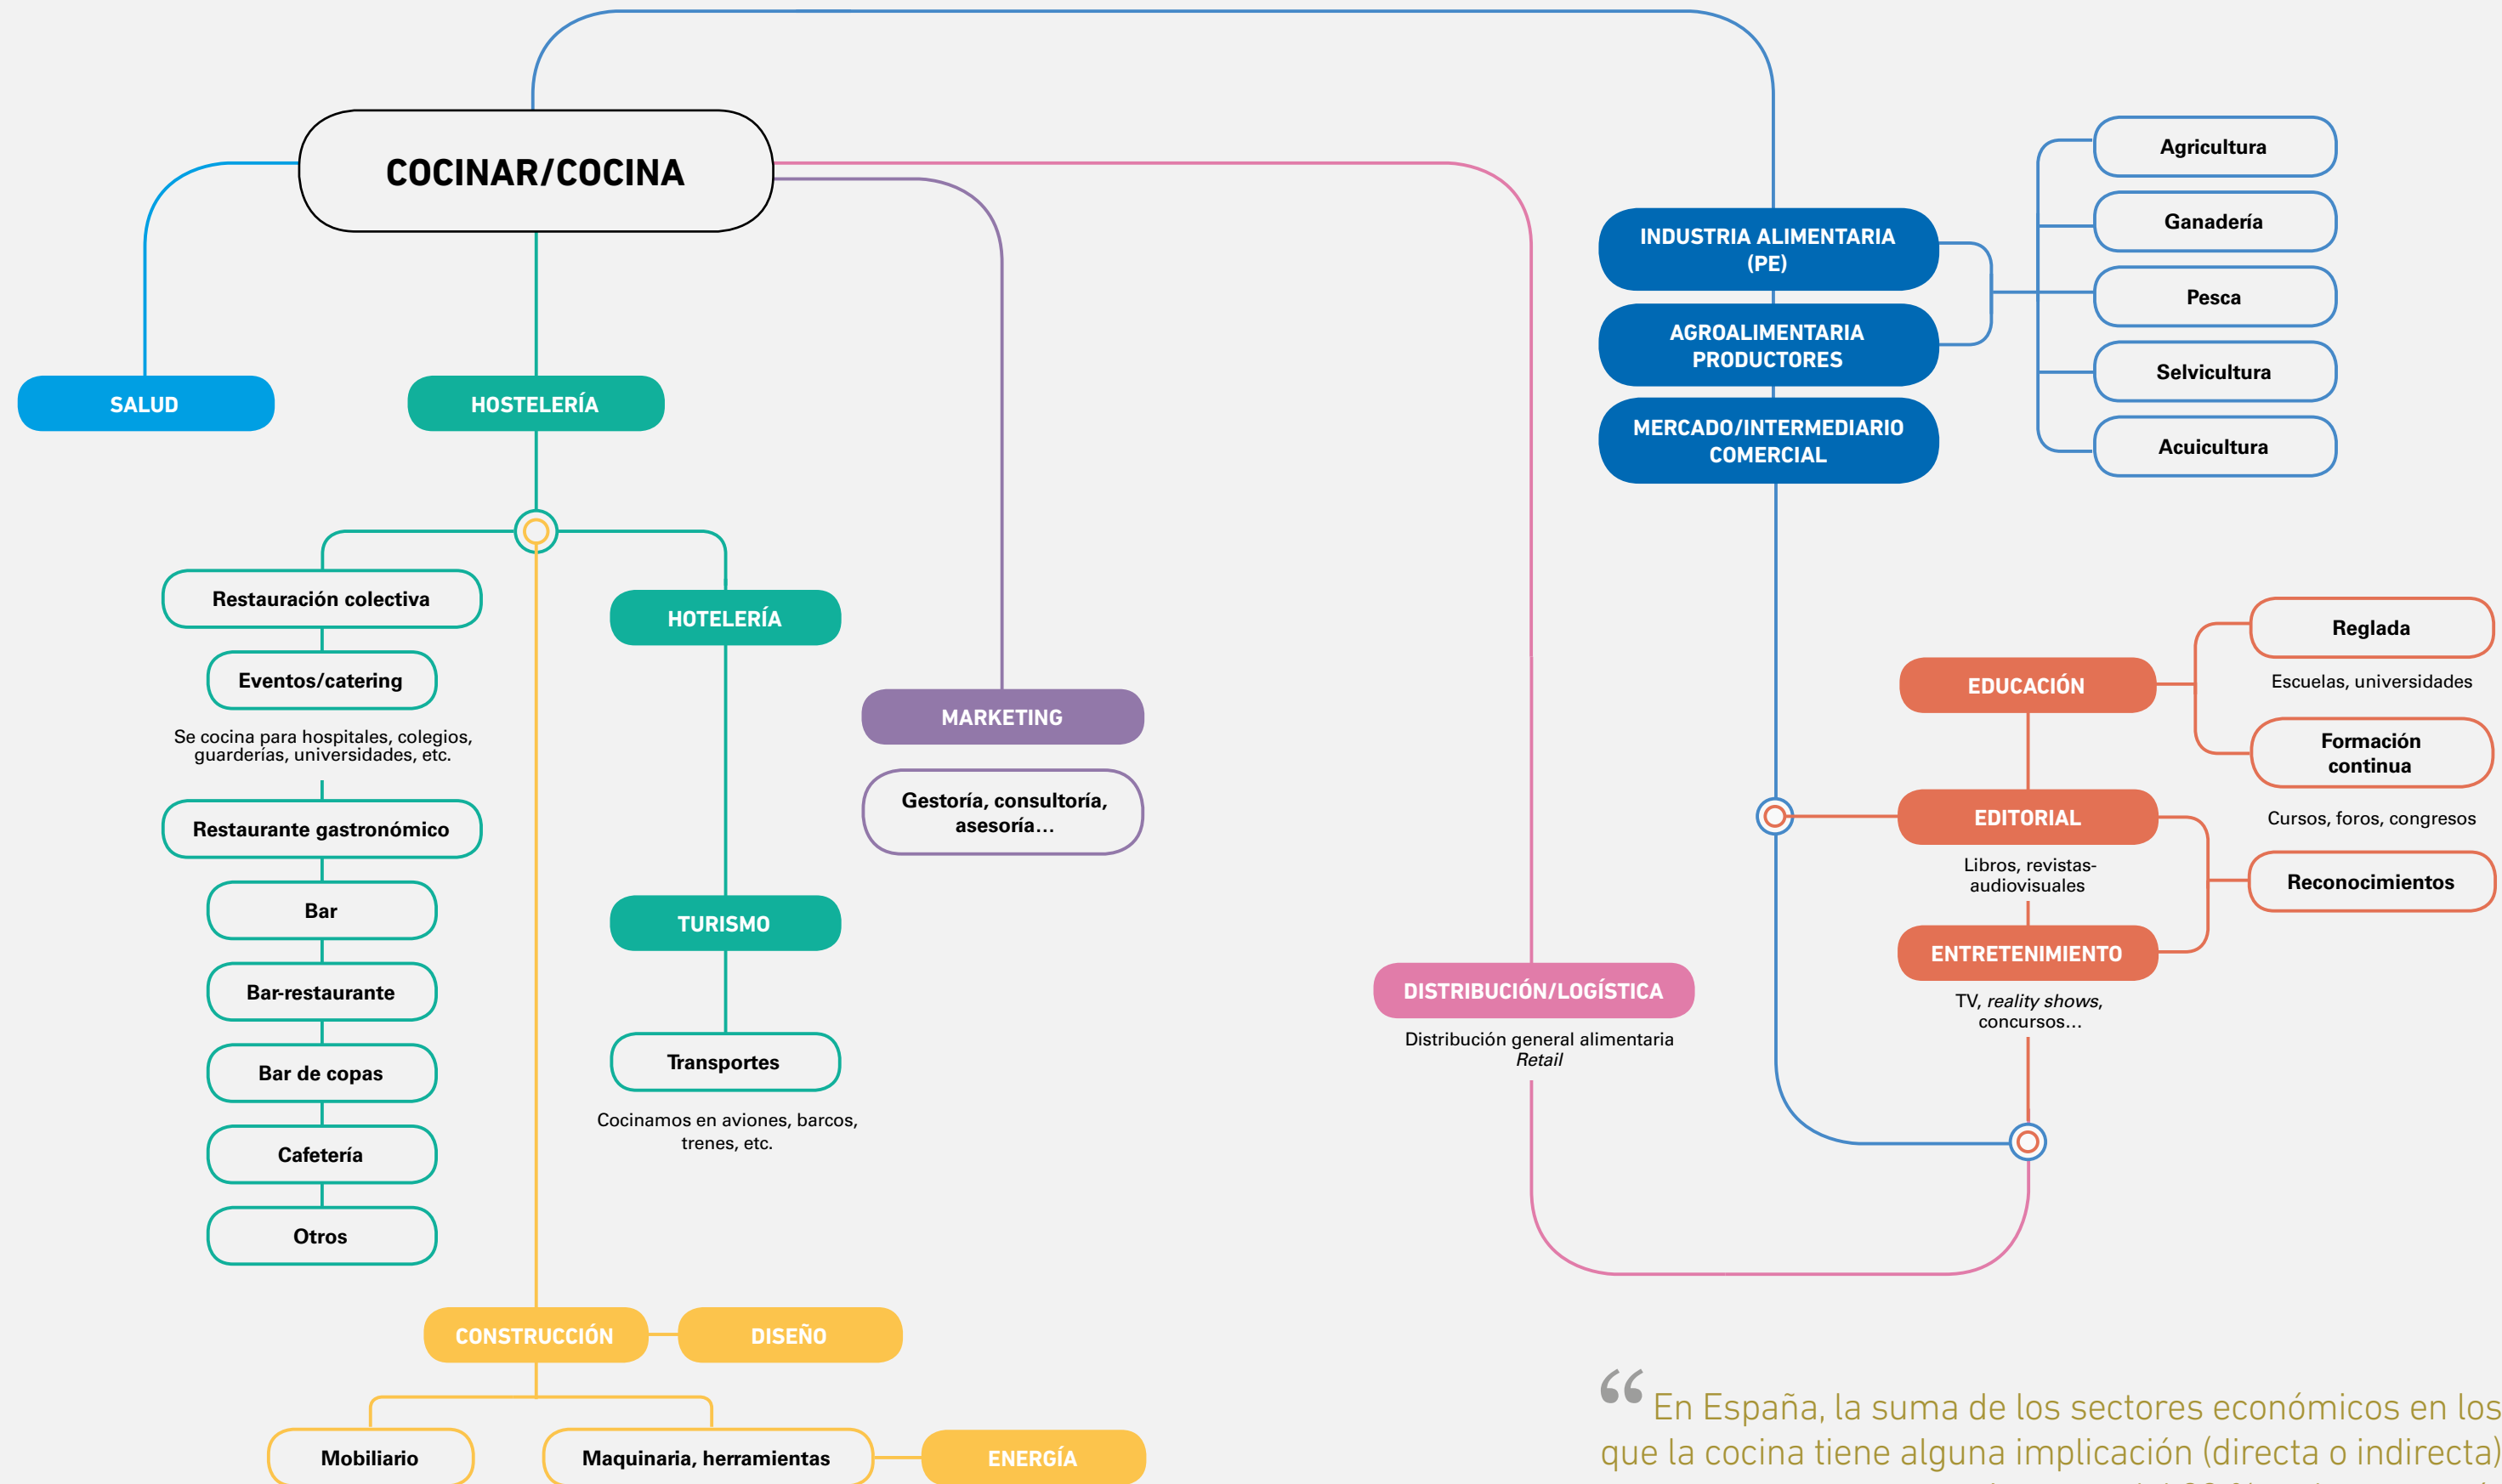 COCINAR/COCINA
SALUD
HOSTELERÍA
Restauración colectiva
Eventos/catering
Se cocina para hospitales, colegios,
guarderías, universidades, etc.
Restaurante gastronómico
Bar
Bar-restaurante
Bar de copas
Cafetería
Otros
HOTELERÍA
TURISMO
Transportes
Cocinamos en aviones, barcos,
trenes, etc.
CONSTRUCCIÓN
DISEÑO
Mobiliario
Maquinaria, herramientas
ENERGÍA
MARKETING
Gestoría, consultoría,
asesoría...
DISTRIBUCIÓN/LOGÍSTICA
Distribución general alimentaria
Retail
INDUSTRIA ALIMENTARIA
(PE)
AGROALIMENTARIA
PRODUCTORES
MERCADO/INTERMEDIARIO
COMERCIAL
Agricultura
Ganadería
Pesca
Selvicultura
Acuicultura
EDUCACIÓN
Reglada
Escuelas, universidades
Formación
continua
Cursos, foros, congresos
EDITORIAL
Libros, revistas-
audiovisuales
Reconocimientos
ENTRETENIMIENTO
TV, reality shows,
concursos...
“ En España, la suma de los sectores económicos en los
que la cocina tiene alguna implicación (directa o indirecta)